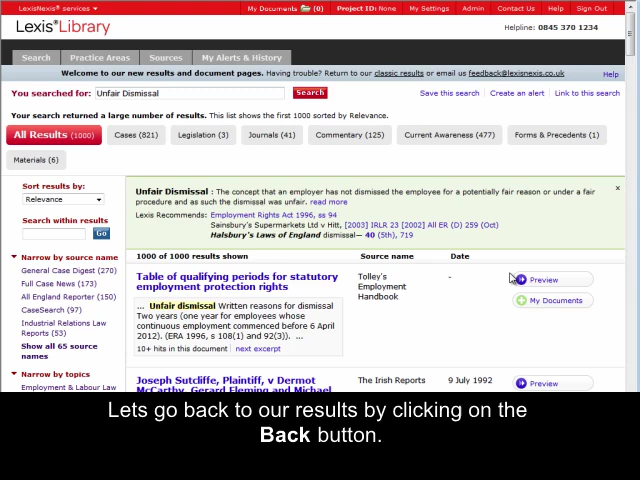 LexisNexis® services
My Documents (0)
Project ID: None
My Settings
Admin
Contact Us
Help
Sign Out
Lexis®Library
Helpline: 0845 370 1234
Search
Practice Areas
Sources
My Alerts & History
Welcome to our new results and document pages. Having trouble? Return to our classic results or email us feedback@lexisnexis.co.uk
Help
You searched for: Unfair Dismissal Search
Save this search
Create an alert
Link to this search
Your search returned a large number of results. This list shows the first 1000 sorted by Relevance.
All Results (1000)
Cases (821)
Legislation (3)
Journals (41)
Commentary (125)
Current Awareness (477)
Forms & Precedents (1)
Materials (6)
Sort results by:
Relevance
Search within results
Go
Narrow by source name
General Case Digest (270)
Full Case News (173)
All England Reporter (150)
CaseSearch (97)
Industrial Relations Law
Reports (53)
Show all 65 source
names
Narrow by topics
Employment & Labour Law
Unfair Dismissal : The concept that an employer has not dismissed the employee for a potentially fair reason or under a fair
procedure and as such the dismissal was unfair. read more
x
Lexis Recommends: Employment Rights Act 1996, ss 94
Sainsbury's Supermarkets Ltd v Hitt, [2003] IRLR 23 [2002] All ER (D) 259 (Oct)
Halsbury's Laws of England dismissal— 40 (5th), 719
1000 of 1000 results shown
Source name
Date
Table of qualifying periods for statutory
employment protection rights
Tolley's
Employment
Handbook
-
Preview
My Documents
... Unfair dismissal Written reasons for dismissal
Two years (one year for employees whose
continuous employment commenced before 6 April
2012). (ERA 1996, s 108(1) and 92(3)). ...
10+ hits in this document | next excerpt
Joseph Sutcliffe, Plaintiff, v Dermot
McCarthy, Gerard Fleming and Michael
The Irish Reports
9 July 1992
Preview
Lets go back to our results by clicking on the
Back button.